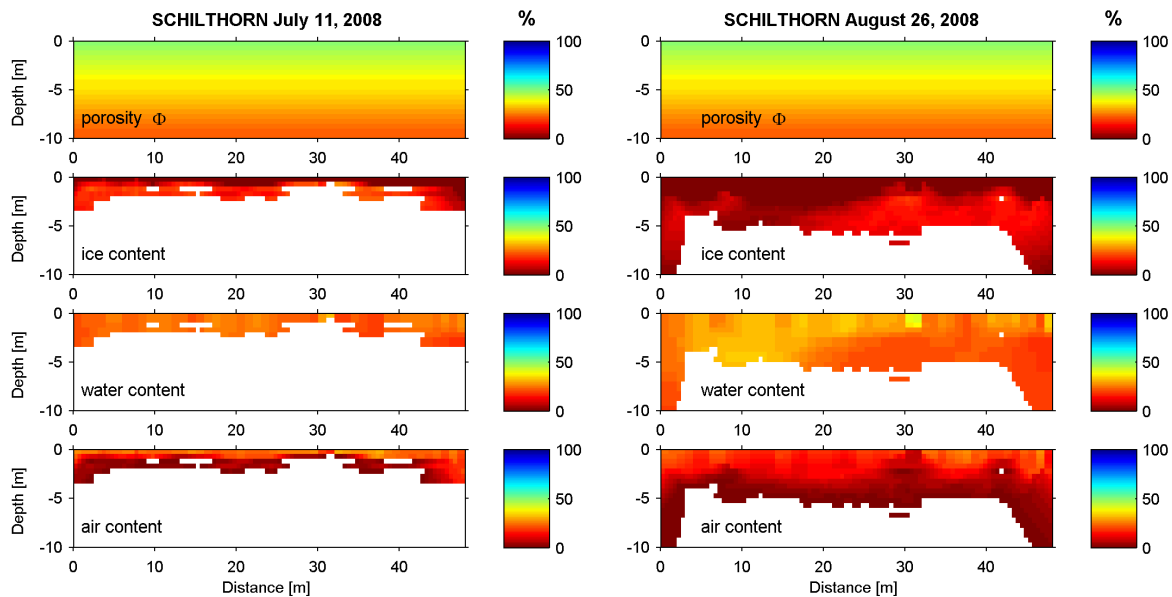 SCHILTHORN July 11, 2008
%
SCHILTHORN August 26, 2008
%
Depth [m]
0
-5
-10
porosity Φ
0 10 20 30 40
100
50
0
0
-5
-10
porosity Φ
0 10 20 30 40
100
50
0
Depth [m]
0
-5
-10
ice content
0 10 20 30 40
100
50
0
0
-5
-10
ice content
0 10 20 30 40
100
50
0
Depth [m]
0
-5
-10
water content
0 10 20 30 40
100
50
0
0
-5
-10
water content
0 10 20 30 40
100
50
0
Depth [m]
0
-5
-10
air content
0 10 20 30 40
Distance [m]
100
50
0
0
-5
-10
air content
0 10 20 30 40
Distance [m]
100
50
0